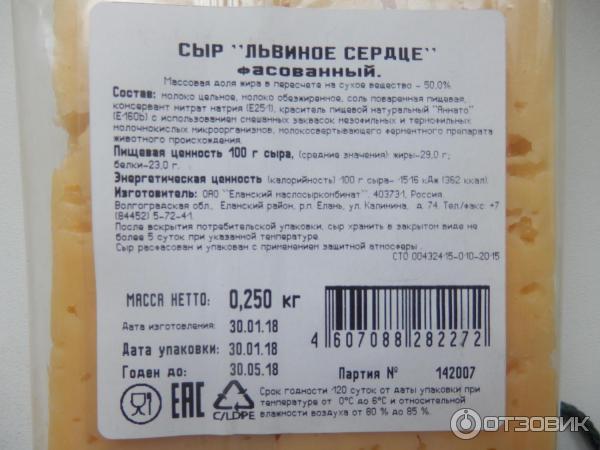 СЫР "ЛЬВИНОЕ СЕРДЦЕ"
фасованный.
Массовая доля жира в пересчете на сухое вещество - 50,0%
Состав: молоко цельное, молоко обезжиренное, соль поваренная пищевая,
консервант нитрат натрия (Е251), краситель пищевой натуральный "Аннато"
(Е160b) с использованием смешанных заквасок мезофильных и термофильных
молочнокислых микроорганизмов, молокосвертывающего ферментного препарата
животного происхождения.
Пищевая ценность 100 г сыра, (средние значения): жиры-29,0 г;
белки-23,0 г.
Энергетическая ценность (калорийность) 100 г сыра- 1516 кДж (362 ккал).
Изготовитель: ОАО "Еланский маслосыркомбинат", 403731, Россия,
Волгоградская обл., Еланский район, р.п. Елань, ул. Калинина, д. 74. Тел./факс: +7
(84452) 5-72-41.
После вскрытия потребительской упаковки, сыр хранить в закрытом виде не
более 5 суток при указанной температуре.
Сыр расфасован и упакован с применением защитной атмосферы.
СТО 00432415-010-2015
МАССА НЕТТО: 0,250 кг
Дата изготовления: 30.01.18
Дата упаковки: 30.01.18
Годен до: 30.05.18
4 607088 282272
Партия № 142007
ЕАС
C/LDPE
Срок годности 120 суток от даты упаковки при
температуре от 0°С до 6°С и относительной
влажности воздуха от 80 % до 85 %.
ОТЗОВИК